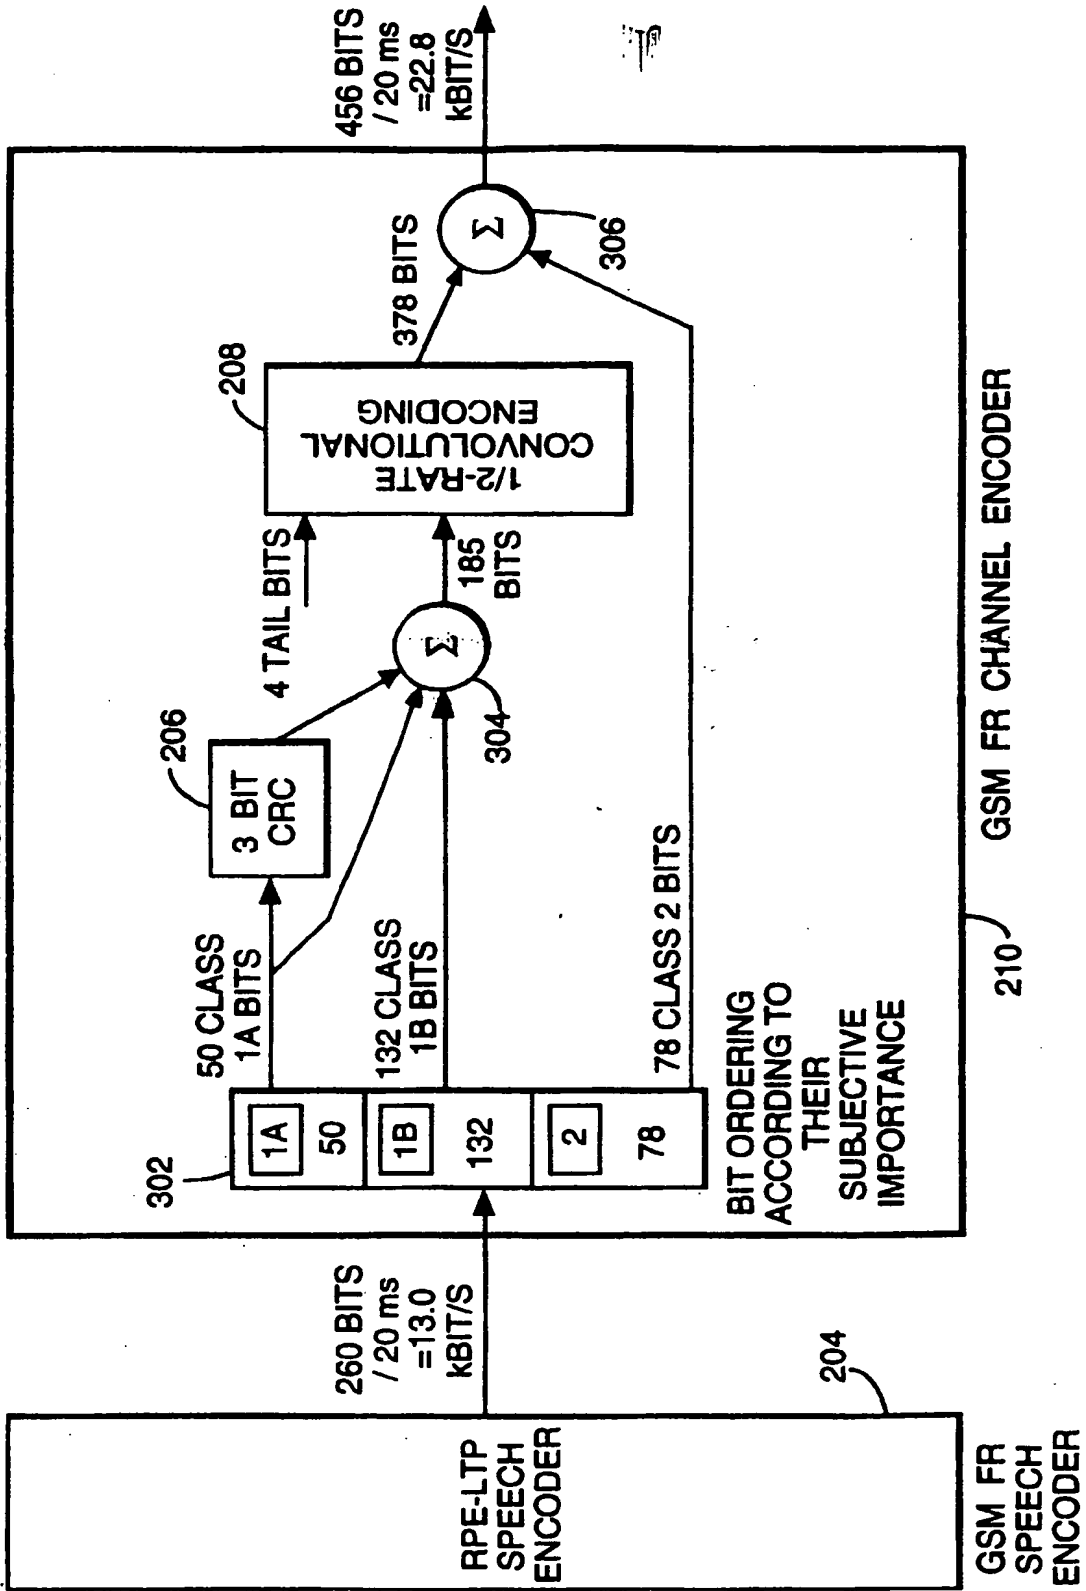 RPE-LTP
SPEECH
ENCODER
204
GSM FR
SPEECH
ENCODER
260 BITS
/ 20 ms
=13.0
kBIT/S
302
1A
50
1B
132
2
78
BIT ORDERING
ACCORDING TO
THEIR
SUBJECTIVE
IMPORTANCE
50 CLASS
1A BITS
132 CLASS
1B BITS
78 CLASS 2 BITS
3 BIT
CRC
206
Σ
304
4 TAIL BITS
185
BITS
1/2-RATE
CONVOLUTIONAL
ENCODING
208
378 BITS
Σ
306
456 BITS
/ 20 ms
=22.8
kBIT/S
210
GSM FR CHANNEL ENCODER